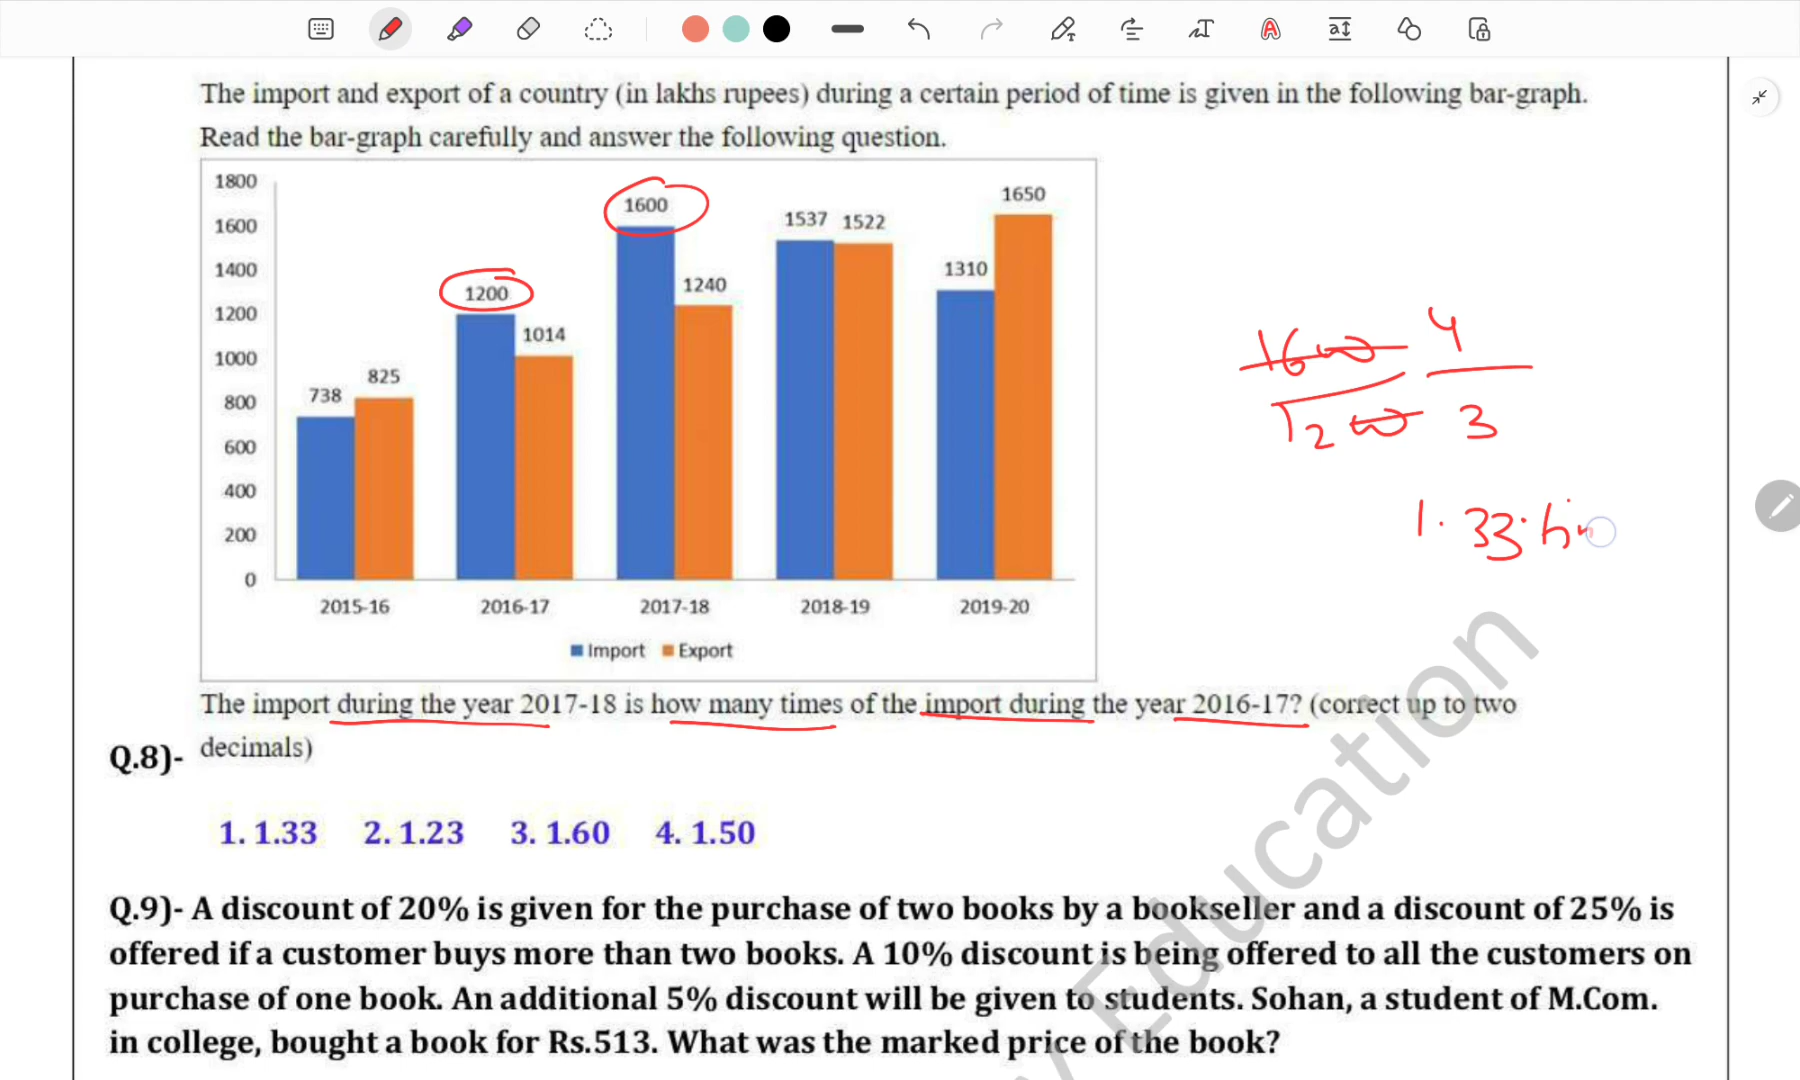 The import and export of a country (in lakhs rupees) during a certain period of time is given in the following bar-graph.
Read the bar-graph carefully and answer the following question.
1800
1600
1400
1200
1000
800
600
400
200
0
738
825
1200
1014
1600
1240
1537
1522
1310
1650
2015-16
2016-17
2017-18
2018-19
2019-20
Import
Export
1600 4
1200 3
1.33
The import during the year 2017-18 is how many times of the import during the year 2016-17? (correct up to two
Q.8)- decimals)
1. 1.33 2. 1.23 3. 1.60 4. 1.50
Q.9)- A discount of 20% is given for the purchase of two books by a bookseller and a discount of 25% is
offered if a customer buys more than two books. A 10% discount is being offered to all the customers on
purchase of one book. An additional 5% discount will be given to students. Sohan, a student of M.Com.
in college, bought a book for Rs.513. What was the marked price of the book?
Education